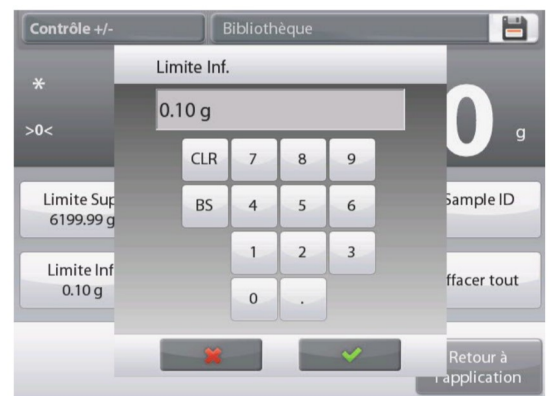 Contrôle +/-
Bibliothèque
Limite Inf.
0.10 g
*
>0<
0
g
CLR 7 8 9
BS 4 5 6
1 2 3
0 .
Limite Sup
6199.99 g
Sample ID
Limite Inf
0.10 g
ffacer tout
Retour à
l'application